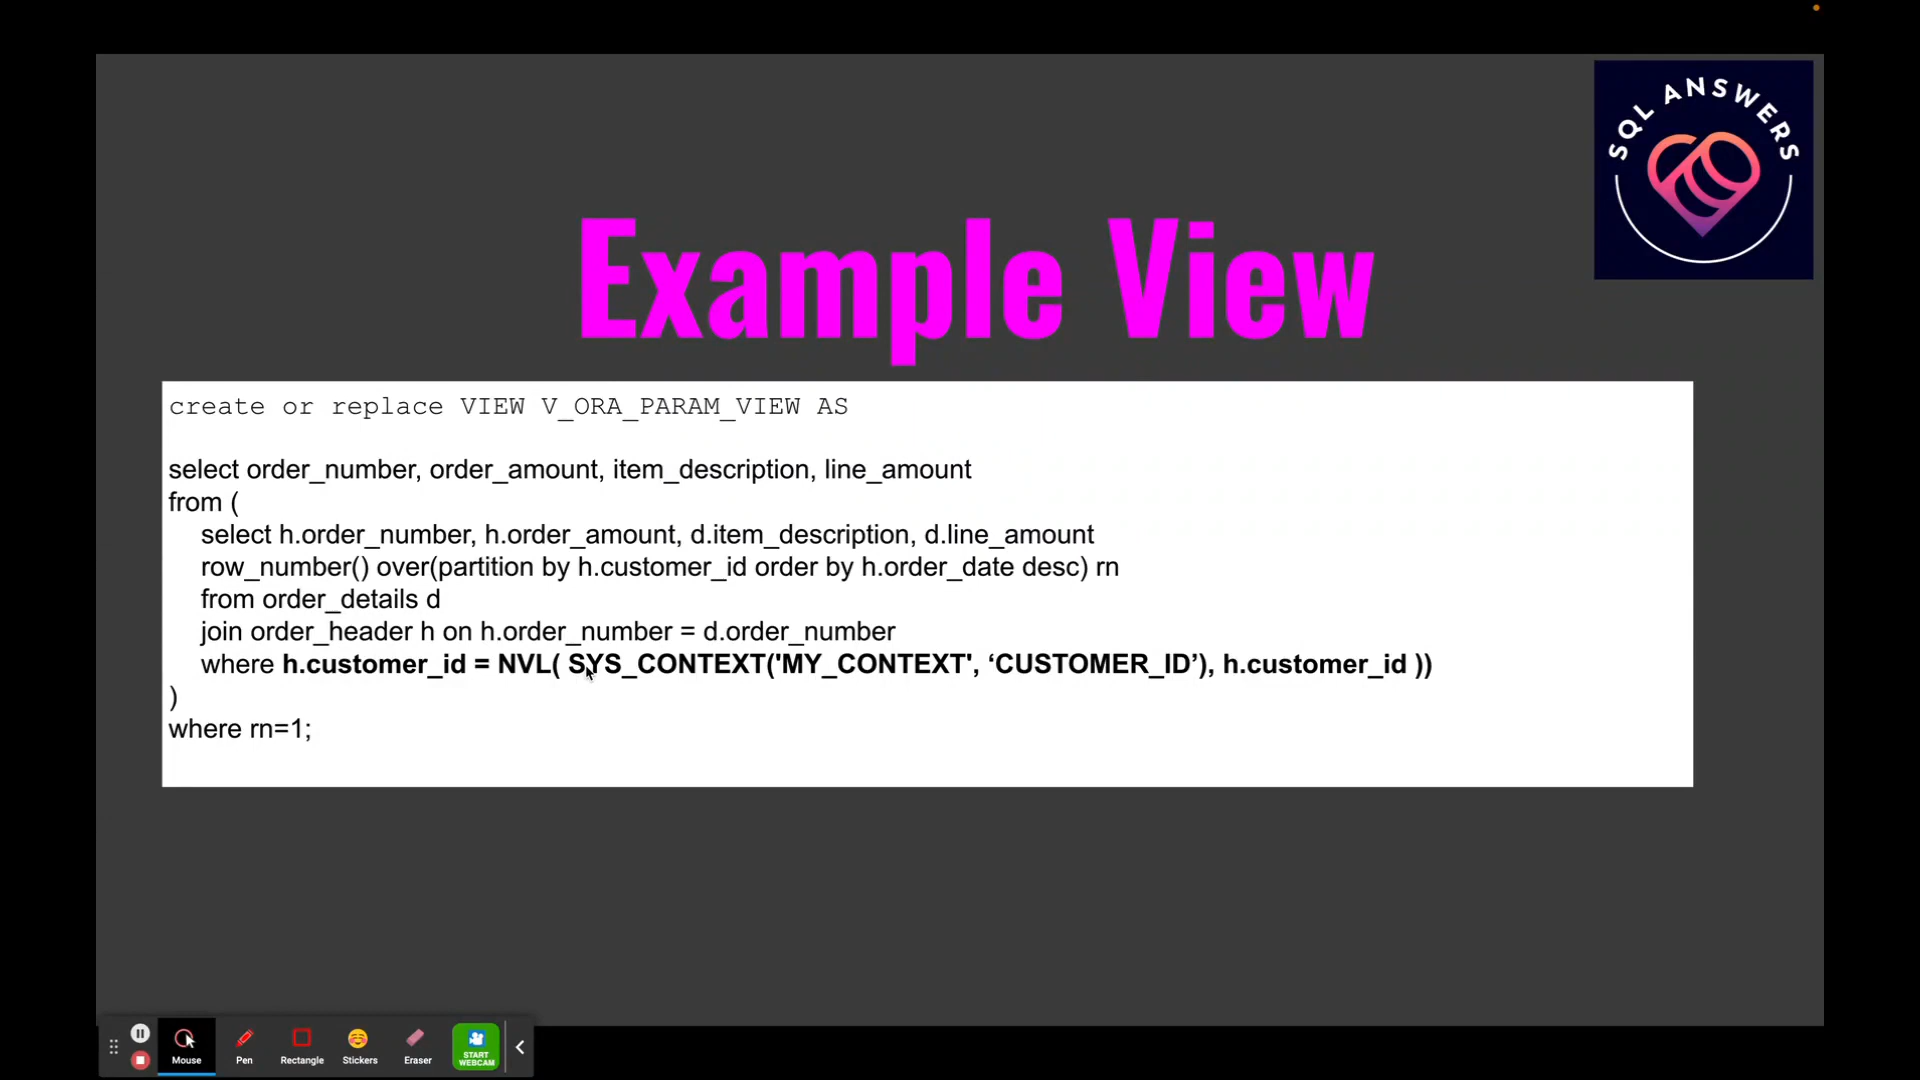 SQL ANSWERS
Example View
create or replace VIEW V_ORA_PARAM_VIEW AS
select order_number, order_amount, item_description, line_amount
from (
select h.order_number, h.order_amount, d.item_description, d.line_amount
row_number() over(partition by h.customer_id order by h.order_date desc) rn
from order_details d
join order_header h on h.order_number = d.order_number
where h.customer_id = NVL( SYS_CONTEXT('MY_CONTEXT', ‘CUSTOMER_ID’), h.customer_id ))
)
where rn=1;
Mouse
Pen
Rectangle
Stickers
Eraser
START
WEBCAM